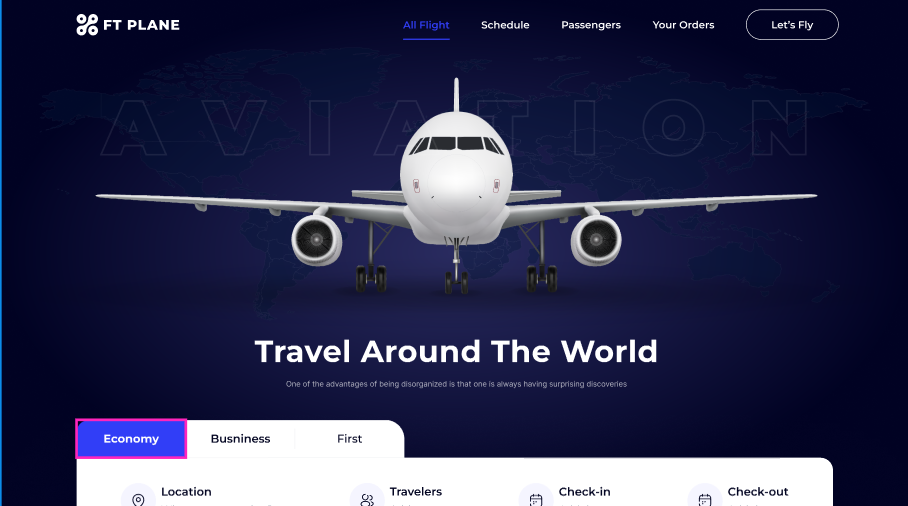 FT PLANE
All Flight
Schedule
Passengers
Your Orders
Let's Fly
AVIATION
Travel Around The World
One of the advantages of being disorganized is that one is always having surprising discoveries
Economy
Busniness
First
Location
Travelers
Check-in
Check-out